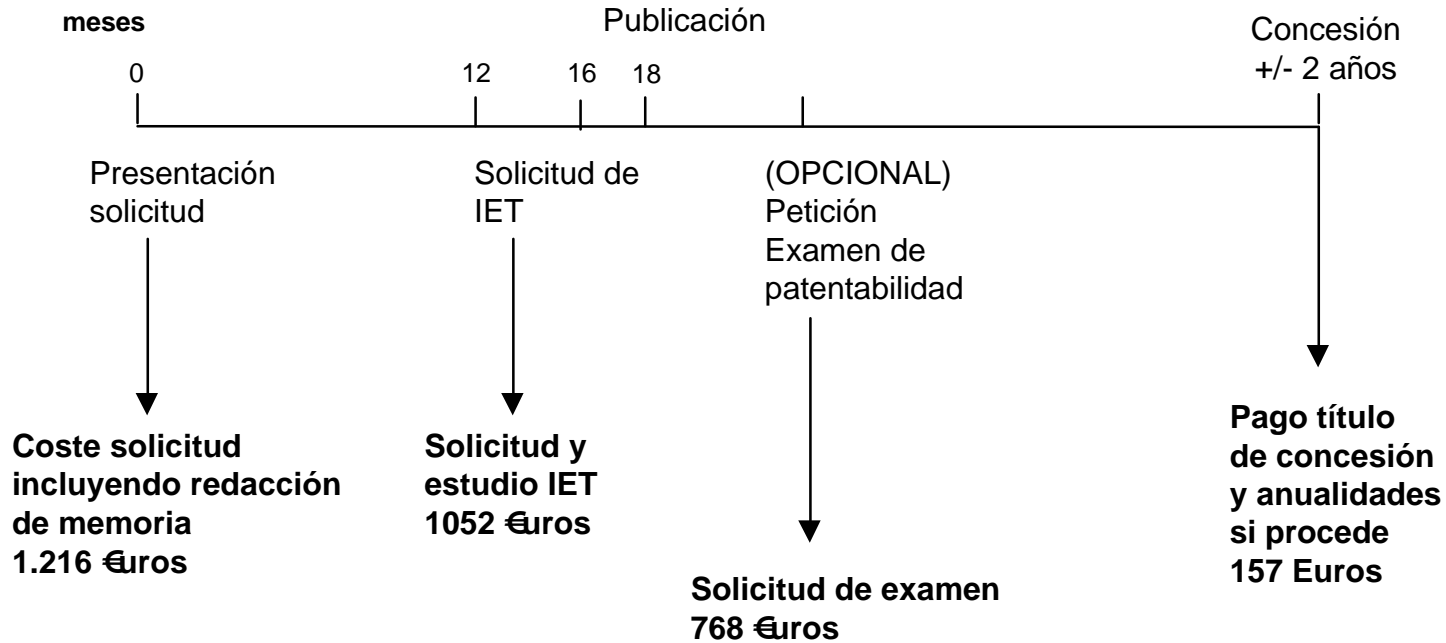 meses
Publicación
Concesión
+/- 2 años
0
12
16
18
Presentación
solicitud
Solicitud de
IET
(OPCIONAL)
Petición
Examen de
patentabilidad
Coste solicitud
incluyendo redacción
de memoria
1.216 €uros
Solicitud y
estudio IET
1052 €uros
Solicitud de examen
768 €uros
Pago título
de concesión
y anualidades
si procede
157 Euros